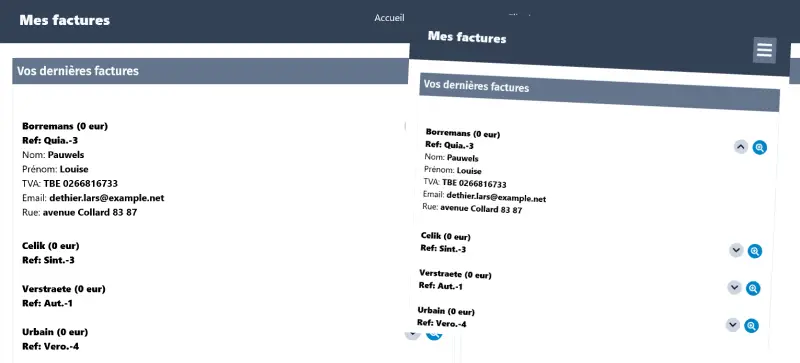 Mes factures
Accueil
Vos dernières factures
Borremans (0 eur)
Ref: Quia.-3
Nom: Pauwels
Prénom: Louise
TVA: TBE 0266816733
Email: dethier.lars@example.net
Rue: avenue Collard 83 87
Celik (0 eur)
Ref: Sint.-3
Verstraete (0 eur)
Ref: Aut.-1
Urbain (0 eur)
Ref: Vero.-4
Mes factures
Vos dernières factures
Borremans (0 eur)
Ref: Quia.-3
Nom: Pauwels
Prénom: Louise
TVA: TBE 0266816733
Email: dethier.lars@example.net
Rue: avenue Collard 83 87
Celik (0 eur)
Ref: Sint.-3
Verstraete (0 eur)
Ref: Aut.-1
Urbain (0 eur)
Ref: Vero.-4